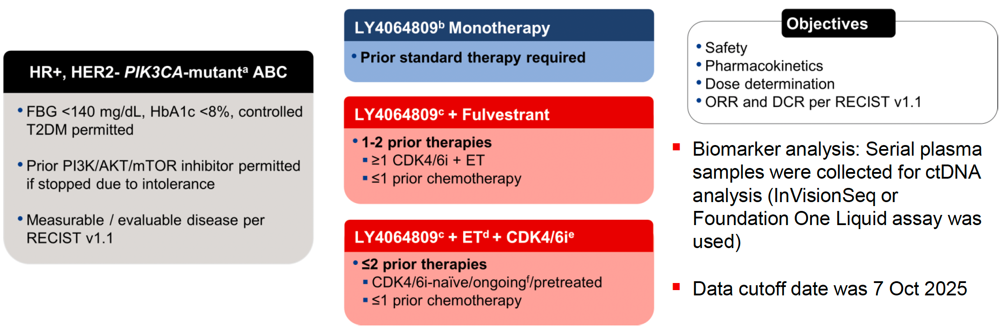 HR+, HER2- PIK3CA-mutantᵃ ABC
• FBG <140 mg/dL, HbA1c <8%, controlled
T2DM permitted
• Prior PI3K/AKT/mTOR inhibitor permitted
if stopped due to intolerance
• Measurable / evaluable disease per
RECIST v1.1
LY4064809ᵇ Monotherapy
• Prior standard therapy required
LY4064809ᶜ + Fulvestrant
• 1-2 prior therapies
▪ ≥1 CDK4/6i + ET
▪ ≤1 prior chemotherapy
LY4064809ᶜ + ETᵈ + CDK4/6iᵉ
• ≤2 prior therapies
▪ CDK4/6i-naïve/ongoingᶠ/pretreated
▪ ≤1 prior chemotherapy
Objectives
• Safety
• Pharmacokinetics
• Dose determination
• ORR and DCR per RECIST v1.1
▪ Biomarker analysis: Serial plasma
samples were collected for ctDNA
analysis (InVisionSeq or
Foundation One Liquid assay was
used)
▪ Data cutoff date was 7 Oct 2025